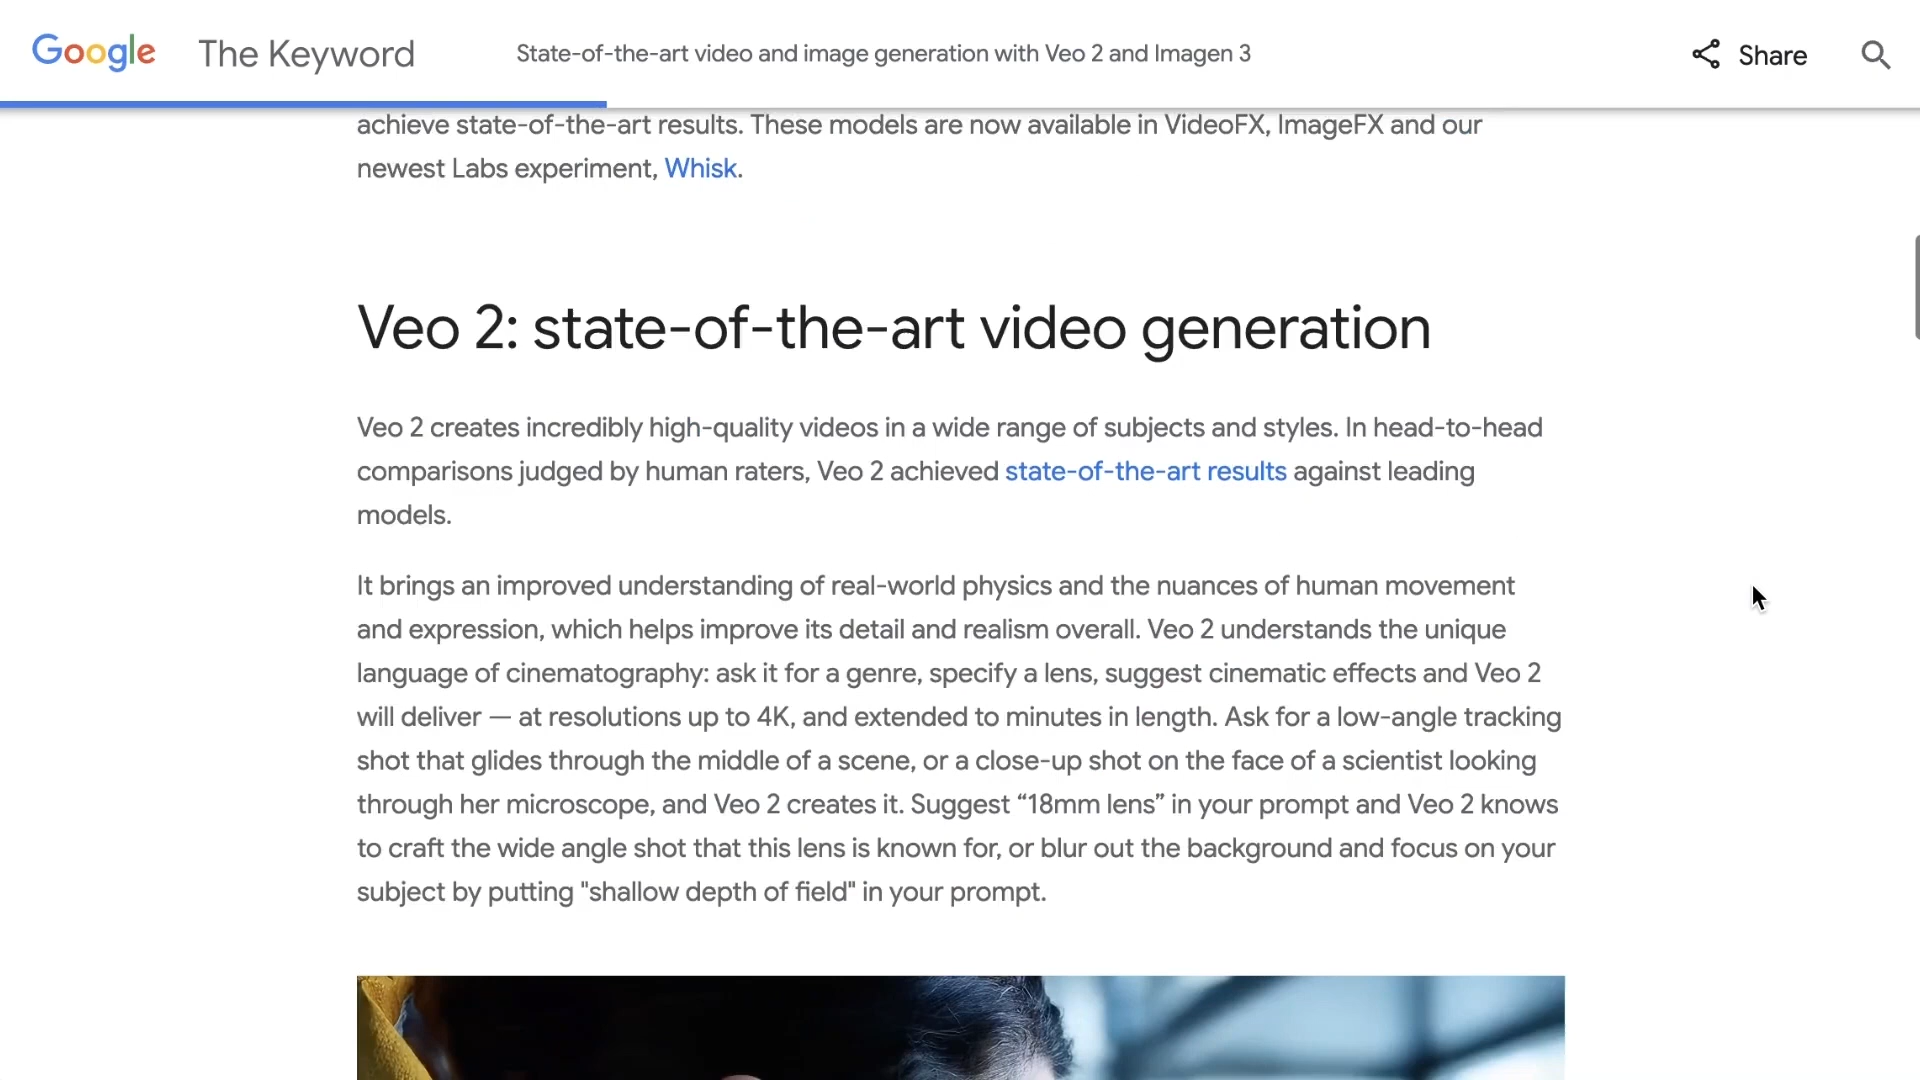 Google The Keyword State-of-the-art video and image generation with Veo 2 and Imagen 3 Share
achieve state-of-the-art results. These models are now available in VideoFX, ImageFX and our
newest Labs experiment, Whisk.
Veo 2: state-of-the-art video generation
Veo 2 creates incredibly high-quality videos in a wide range of subjects and styles. In head-to-head
comparisons judged by human raters, Veo 2 achieved state-of-the-art results against leading
models.
It brings an improved understanding of real-world physics and the nuances of human movement
and expression, which helps improve its detail and realism overall. Veo 2 understands the unique
language of cinematography: ask it for a genre, specify a lens, suggest cinematic effects and Veo 2
will deliver — at resolutions up to 4K, and extended to minutes in length. Ask for a low-angle tracking
shot that glides through the middle of a scene, or a close-up shot on the face of a scientist looking
through her microscope, and Veo 2 creates it. Suggest “18mm lens” in your prompt and Veo 2 knows
to craft the wide angle shot that this lens is known for, or blur out the background and focus on your
subject by putting "shallow depth of field" in your prompt.